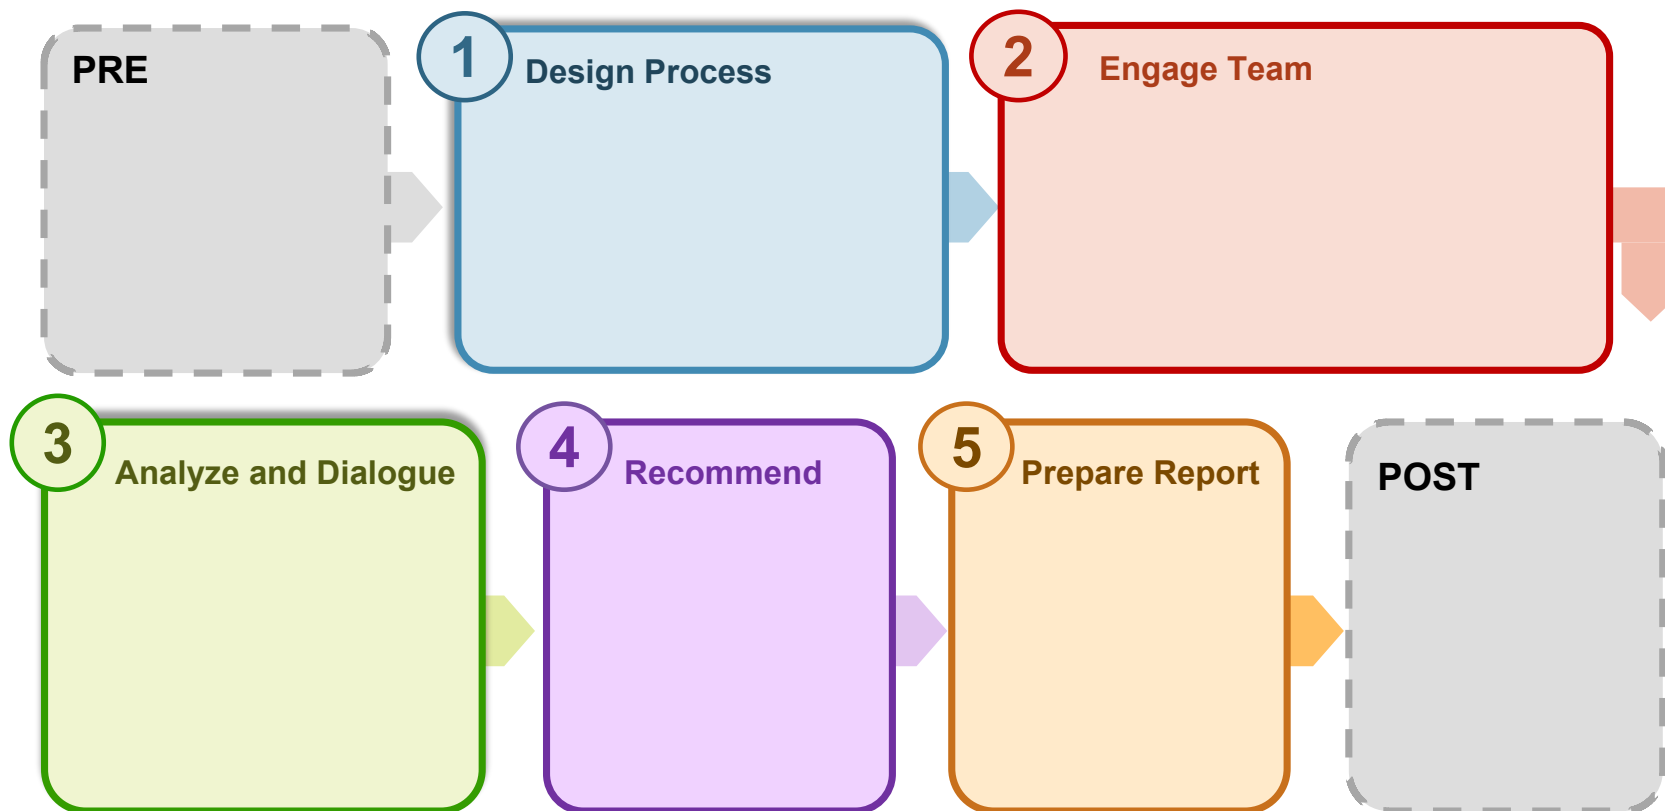 PRE
1
Design Process
2
Engage Team
3
Analyze and Dialogue
4
Recommend
5
Prepare Report
POST